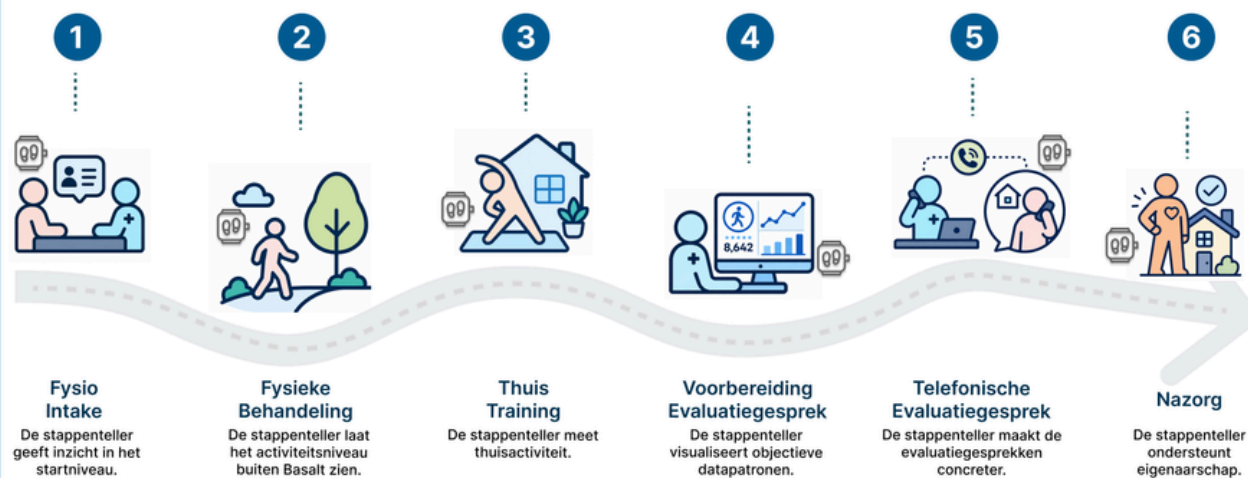 1
2
3
4
5
6
8,642
Fysio
Intake
De stappenteller
geeft inzicht in het
startniveau.
Fysieke
Behandeling
De stappenteller laat
het activiteitsniveau
buiten Basalt zien.
Thuis
Training
De stappenteller meet
thuisactiviteit.
Voorbereiding
Evaluatiegesprek
De stappenteller
visualiseert objectieve
datapatronen.
Telefonische
Evaluatiegesprek
De stappenteller maakt de
evaluatiegesprekken
concreter.
Nazorg
De stappenteller
ondersteunt
eigenaarschap.